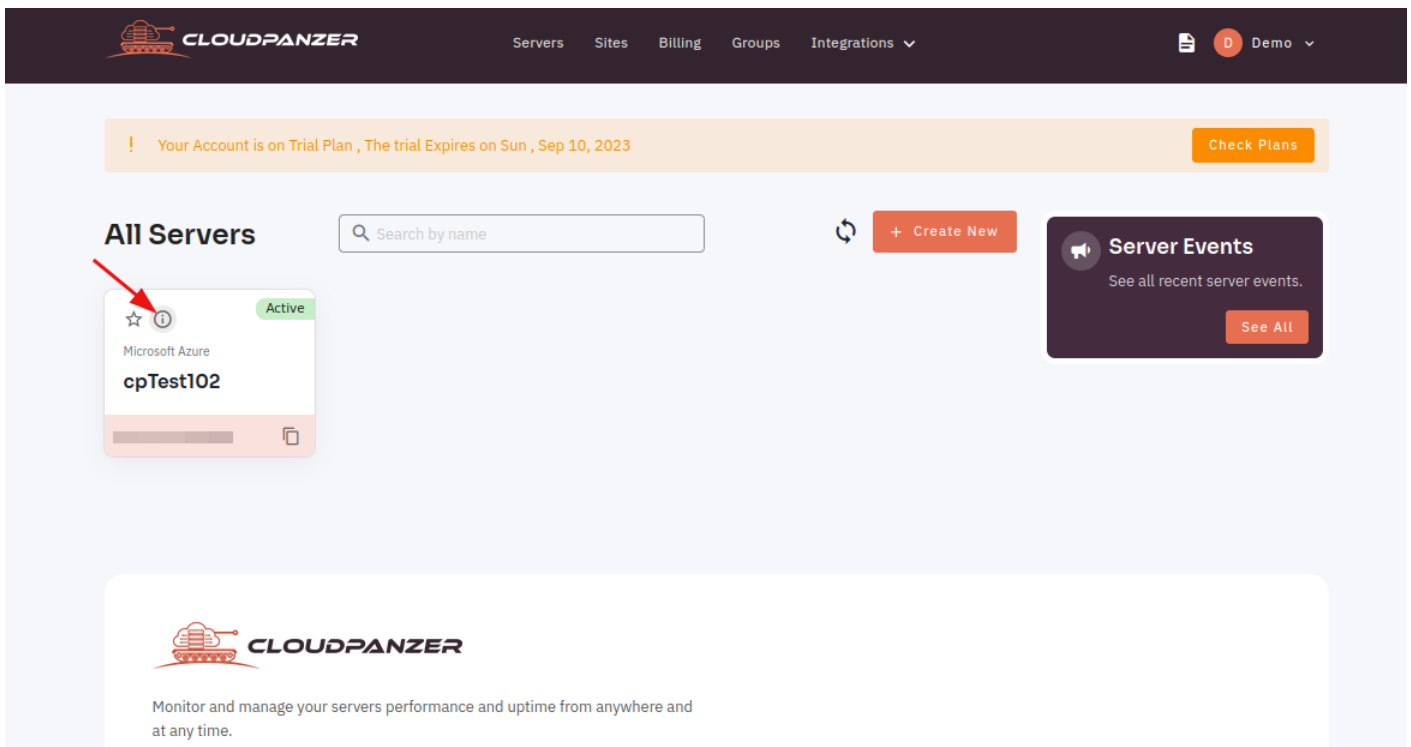 CLOUDPANZER
Servers Sites Billing Groups Integrations
D Demo
! Your Account is on Trial Plan , The trial Expires on Sun , Sep 10, 2023
Check Plans
All Servers
Search by name
+ Create New
Server Events
See all recent server events.
See All
Active
Microsoft Azure
cpTest102
CLOUDPANZER
Monitor and manage your servers performance and uptime from anywhere and
at any time.